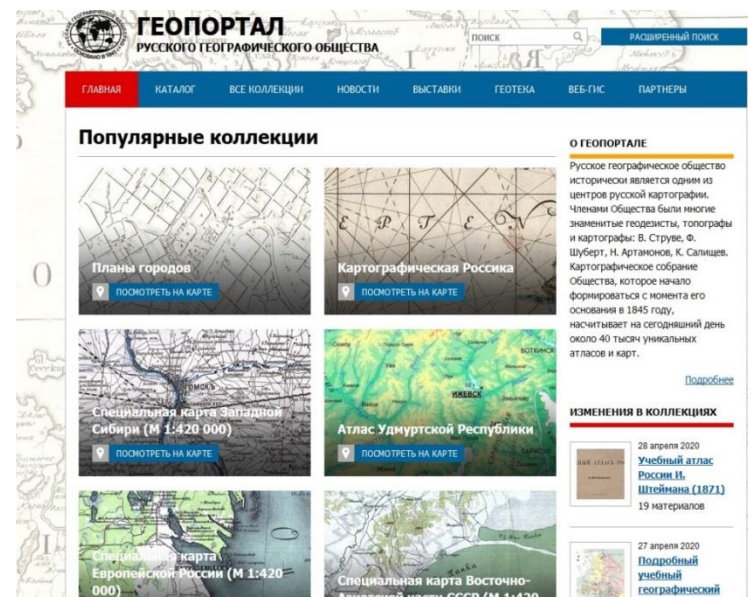 ГЕОПОРТАЛ
РУССКОГО ГЕОГРАФИЧЕСКОГО ОБЩЕСТВА
ПОИСК
РАСШИРЕННЫЙ ПОИСК
ГЛАВНАЯ КАТАЛОГ ВСЕ КОЛЛЕКЦИИ НОВОСТИ ВЫСТАВКИ ГЕОТЕКА ВЕБ-ГИС ПАРТНЕРЫ
Популярные коллекции
Планы городов
ПОСМОТРЕТЬ НА КАРТЕ
Картографическая Россика
ПОСМОТРЕТЬ НА КАРТЕ
Специальная карта Западной
Сибири (М 1:420 000)
ПОСМОТРЕТЬ НА КАРТЕ
ИЖЕВСК
Атлас Удмуртской Республики
ПОСМОТРЕТЬ НА КАРТЕ
Специальная карта
Европейской России (М 1:420
000)
Специальная карта Восточно-
О ГЕОПОРТАЛЕ
Русское географическое общество
исторически является одним из
центров русской картографии.
Членами Общества были многие
знаменитые геодезисты, топографы
и картографы: В. Струве, Ф.
Шуберт, Н. Артамонов, К. Салищев.
Картографическое собрание
Общества, которое начало
формироваться с момента его
основания в 1845 году,
насчитывает на сегодняшний день
около 40 тысяч уникальных
атласов и карт.
Подробнее
ИЗМЕНЕНИЯ В КОЛЛЕКЦИЯХ
28 апреля 2020
Учебный атлас
России И.
Штеймана (1871)
19 материалов
27 апреля 2020
Подробный
учебный
географический